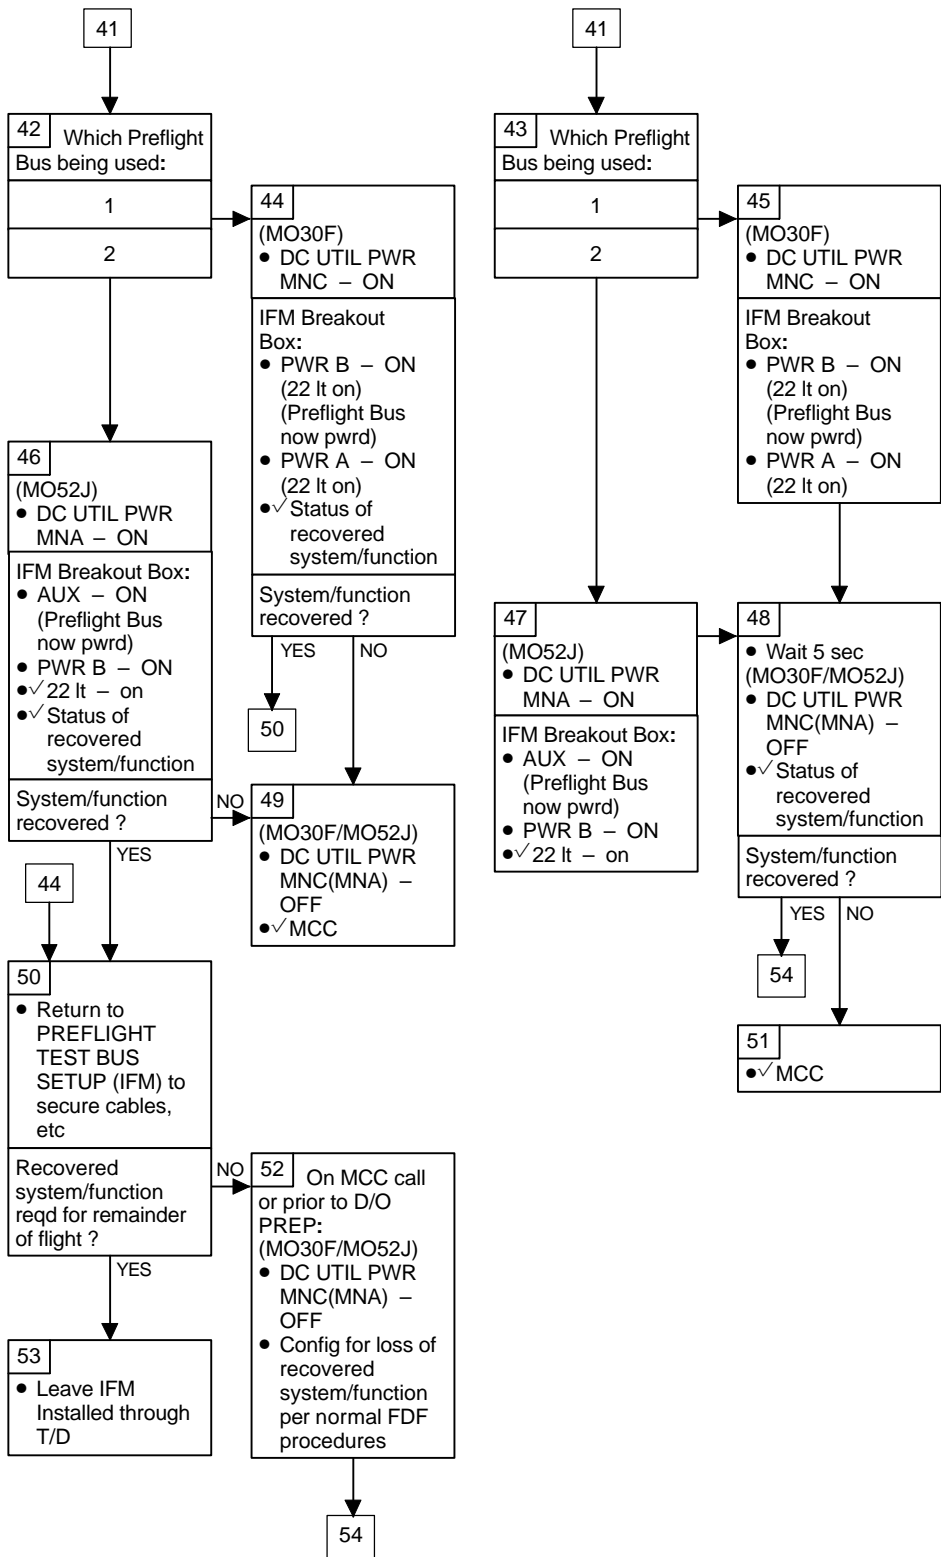 41
42 Which Preflight
Bus being used:
1
2
44
(MO30F)
● DC UTIL PWR
MNC – ON
IFM Breakout
Box:
● PWR B – ON
(22 lt on)
(Preflight Bus
now pwrd)
● PWR A – ON
(22 lt on)
●√ Status of
recovered
system/function
System/function
recovered ?
YES
NO
50
46
(MO52J)
● DC UTIL PWR
MNA – ON
IFM Breakout Box:
● AUX – ON
(Preflight Bus
now pwrd)
● PWR B – ON
●√ 22 lt – on
●√ Status of
recovered
system/function
System/function
recovered ?
NO
YES
49
(MO30F/MO52J)
● DC UTIL PWR
MNC(MNA) –
OFF
●√ MCC
44
50
● Return to
PREFLIGHT
TEST BUS
SETUP (IFM) to
secure cables,
etc
Recovered
system/function
reqd for remainder
of flight ?
NO
YES
52 On MCC call
or prior to D/O
PREP:
(MO30F/MO52J)
● DC UTIL PWR
MNC(MNA) –
OFF
● Config for loss of
recovered
system/function
per normal FDF
procedures
54
53
● Leave IFM
Installed through
T/D
41
43 Which Preflight
Bus being used:
1
2
45
(MO30F)
● DC UTIL PWR
MNC – ON
IFM Breakout
Box:
● PWR B – ON
(22 lt on)
(Preflight Bus
now pwrd)
● PWR A – ON
(22 lt on)
47
(MO52J)
● DC UTIL PWR
MNA – ON
IFM Breakout Box:
● AUX – ON
(Preflight Bus
now pwrd)
● PWR B – ON
●√ 22 lt – on
48
● Wait 5 sec
(MO30F/MO52J)
● DC UTIL PWR
MNC(MNA) –
OFF
●√ Status of
recovered
system/function
System/function
recovered ?
YES
NO
54
51
●√ MCC